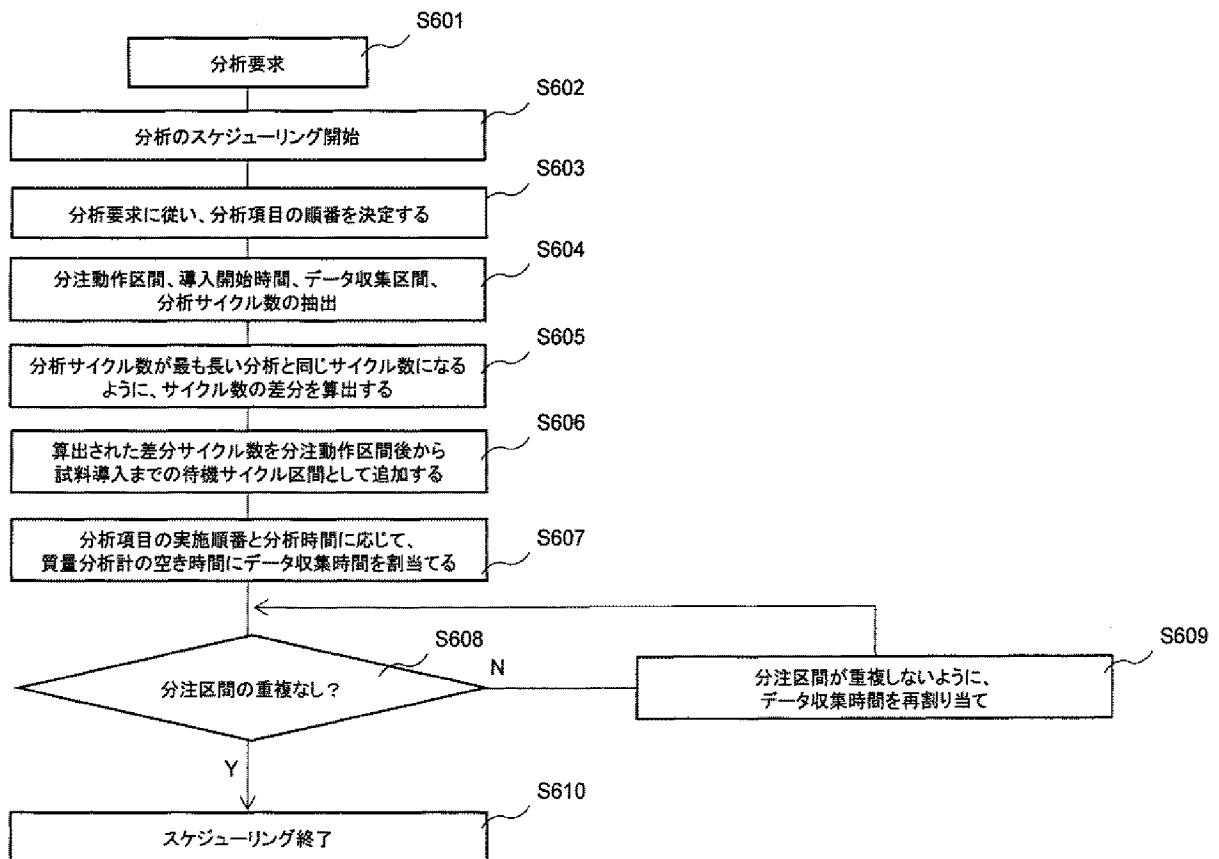 S601
分析要求
S602
分析のスケジューリング開始
S603
分析要求に従い、分析項目の順番を決定する
S604
分注動作区間、導入開始時間、データ収集区間、
分析サイクル数の抽出
S605
分析サイクル数が最も長い分析と同じサイクル数になる
ように、サイクル数の差分を算出する
S606
算出された差分サイクル数を分注動作区間後から
試料導入までの待機サイクル区間として追加する
S607
分析項目の実施順番と分析時間に応じて、
質量分析計の空き時間にデータ収集時間を割当てる
S608
分注区間の重複なし？
N
S609
分注区間が重複しないように、
データ収集時間を再割り当て
Y
S610
スケジューリング終了